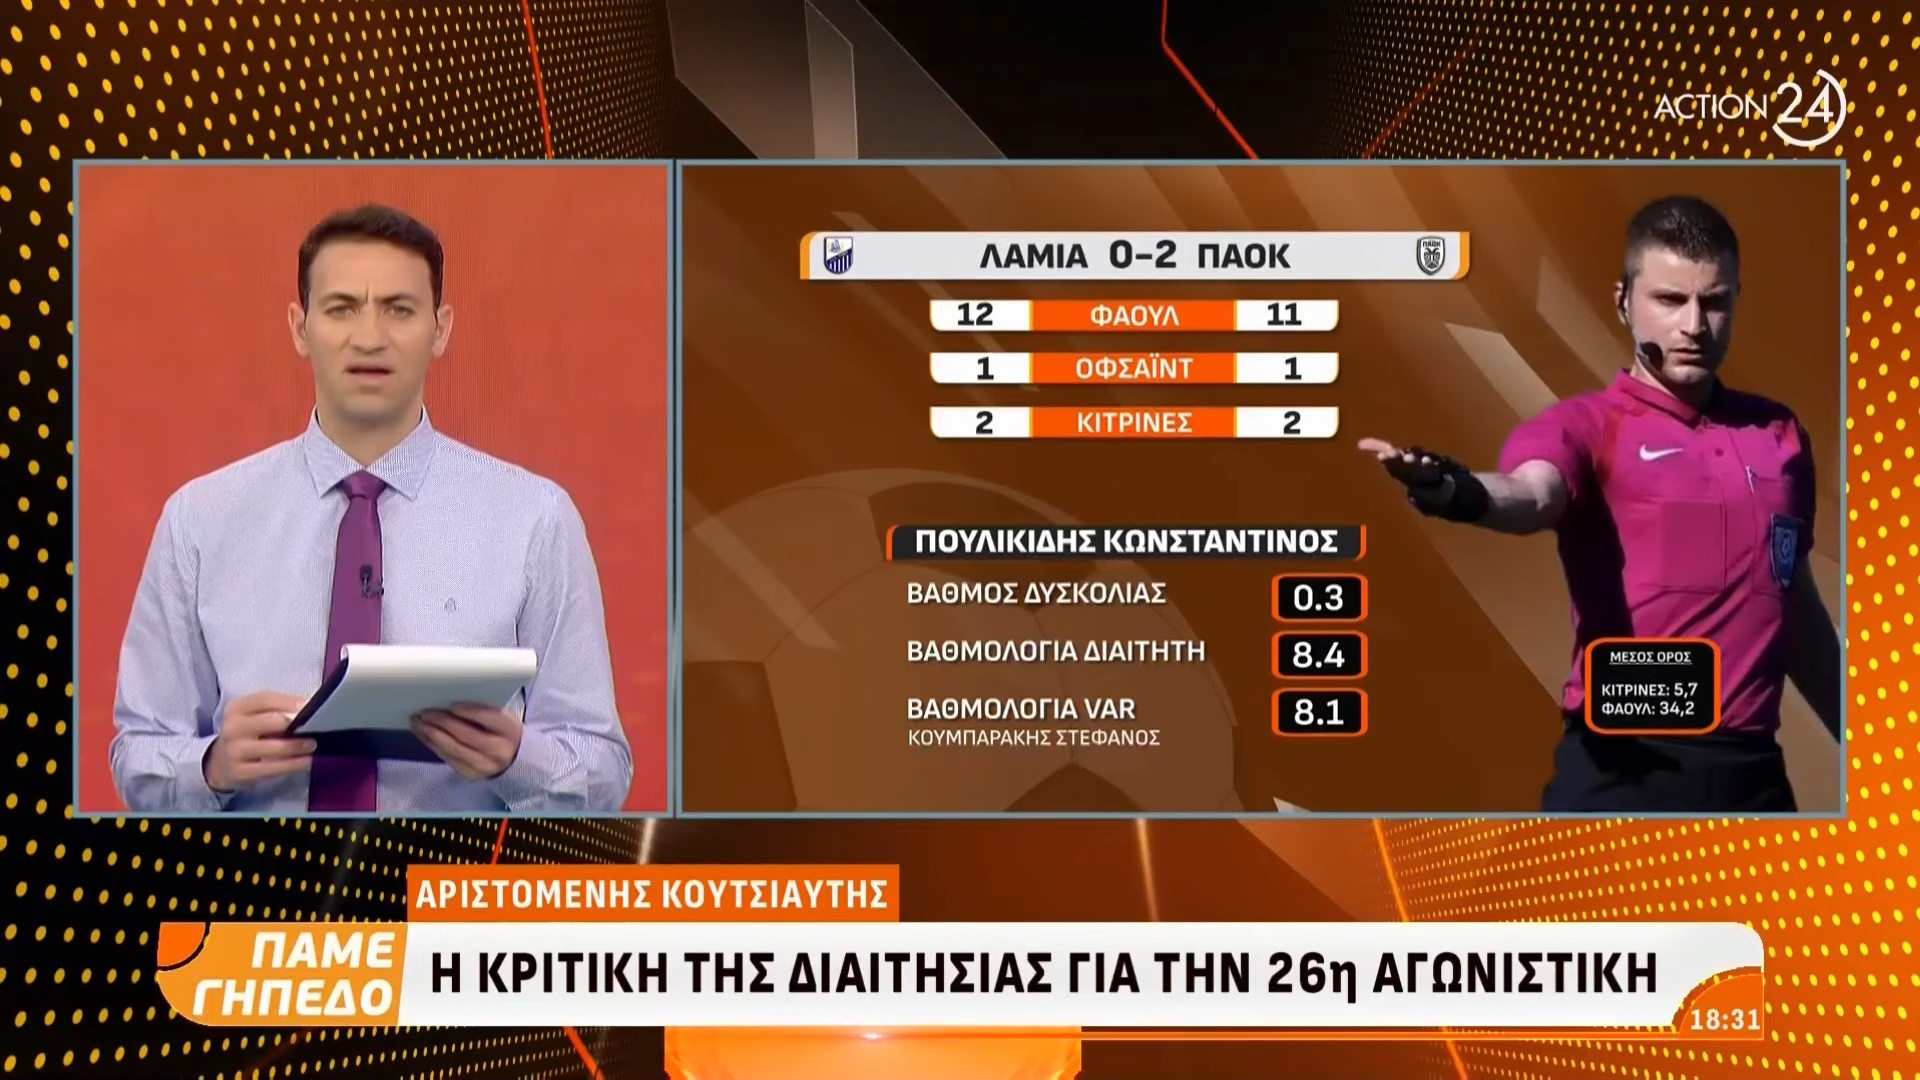 ACTION 24
ΛΑΜΙΑ 0-2 ΠΑΟΚ
12 ΦΑΟΥΛ 11
1 ΟΦΣΑΪΝΤ 1
2 ΚΙΤΡΙΝΕΣ 2
ΠΟΥΛΙΚΙΔΗΣ ΚΩΝΣΤΑΝΤΙΝΟΣ
ΒΑΘΜΟΣ ΔΥΣΚΟΛΙΑΣ 0.3
ΒΑΘΜΟΛΟΓΙΑ ΔΙΑΙΤΗΤΗ 8.4
ΒΑΘΜΟΛΟΓΙΑ VAR 8.1
ΚΟΥΜΠΑΡΑΚΗΣ ΣΤΕΦΑΝΟΣ
ΜΕΣΟΣ ΟΡΟΣ
ΚΙΤΡΙΝΕΣ: 5,7
ΦΑΟΥΛ: 34,2
ΑΡΙΣΤΟΜΕΝΗΣ ΚΟΥΤΣΙΑΥΤΗΣ
ΠΑΜΕ
ΓΗΠΕΔΟ
Η ΚΡΙΤΙΚΗ ΤΗΣ ΔΙΑΙΤΗΣΙΑΣ ΓΙΑ ΤΗΝ 26η ΑΓΩΝΙΣΤΙΚΗ
18:31